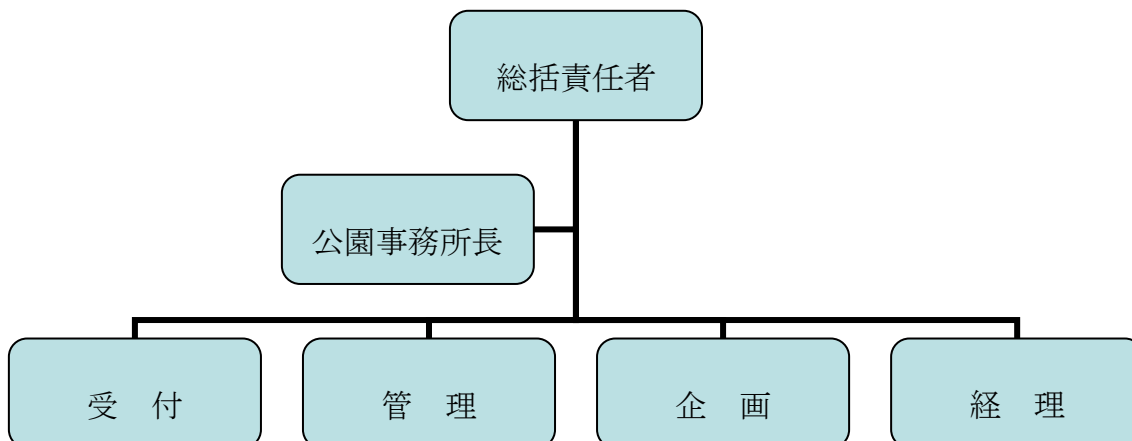 総括責任者
公園事務所長
受　付
管　理
企　画
経　理